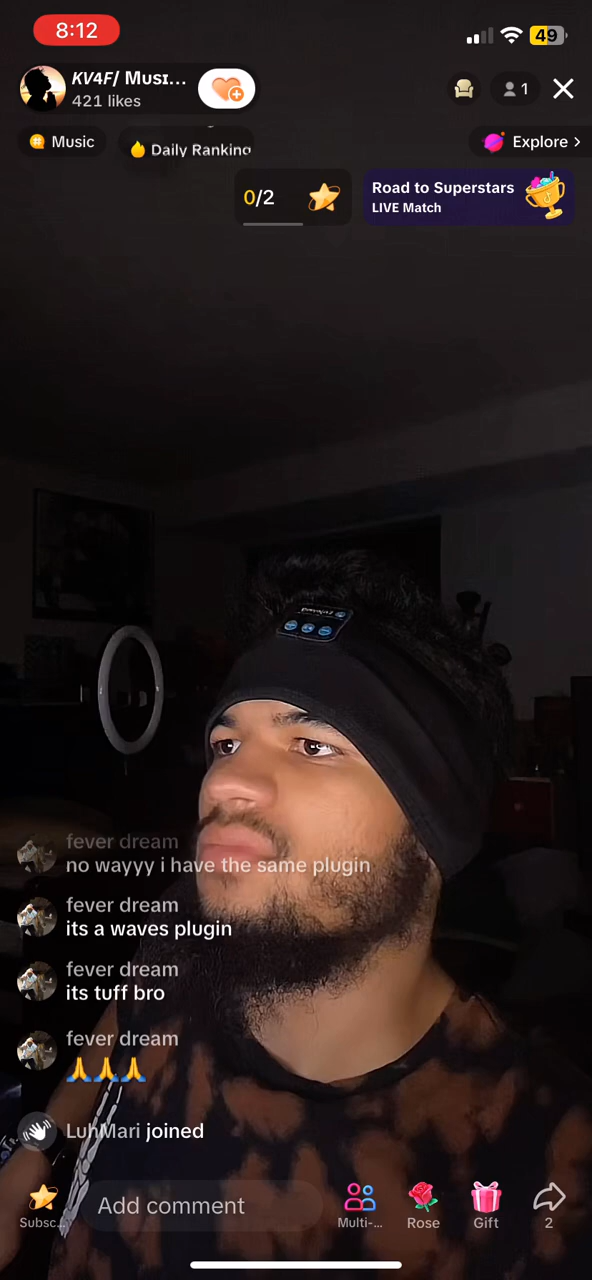 8:12
49
KV4F/ Musɪ...
421 likes
1
Music
Daily Ranking
Explore >
0/2
Road to Superstars
LIVE Match
fever dream
no wayyy i have the same plugin
fever dream
its a waves plugin
fever dream
its tuff bro
fever dream
🙏🙏🙏
LuhMari joined
Subsc...
Add comment
Multi-...
Rose
Gift
2